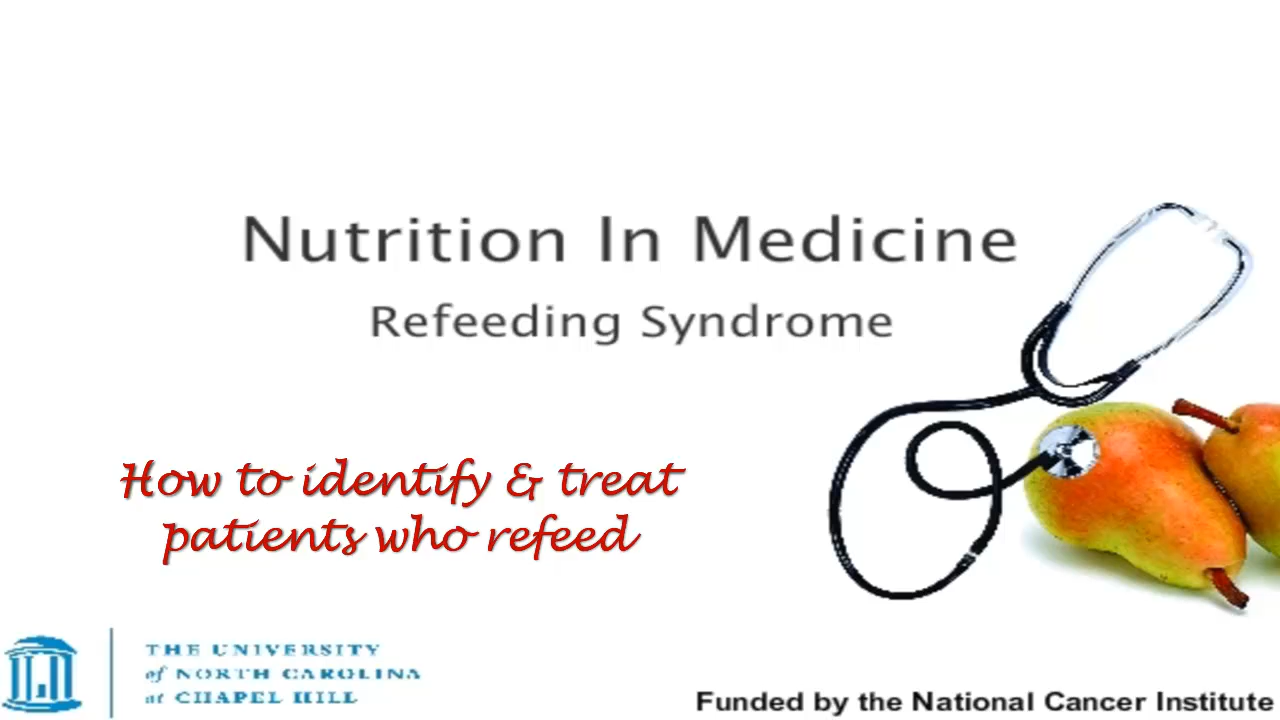 Nutrition In Medicine
Refeeding Syndrome
How to identify & treat
patients who refeed
THE UNIVERSITY
of NORTH CAROLINA
at CHAPEL HILL
Funded by the National Cancer Institute